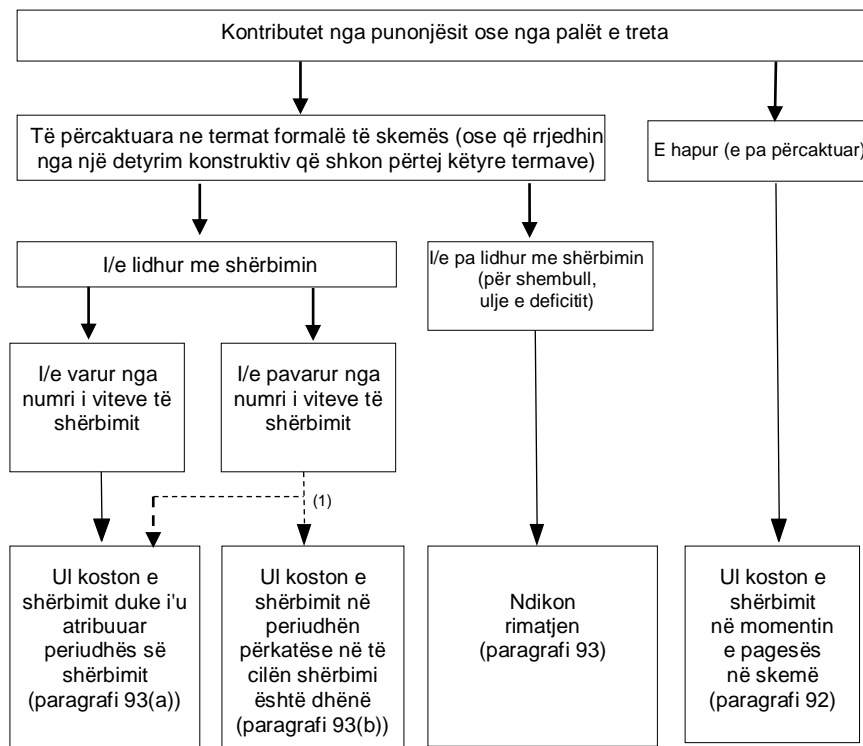 Kontributet nga punonjësit ose nga palët e treta
Të përcaktuara ne termat formalë të skemës (ose që rrjedhin
nga një detyrim konstruktiv që shkon përtej këtyre termave)
E hapur (e pa përcaktuar)
I/e lidhur me shërbimin
I/e pa lidhur me shërbimin
(për shembull,
ulje e deficitit)
I/e varur nga
numri i viteve të
shërbimit
I/e pavarur nga
numri i viteve të
shërbimit
(1)
Ul koston e
shërbimit duke i'u
atribuuar
periudhës së
shërbimit
(paragrafi 93(a))
Ul koston e
shërbimit në
periudhën
përkatëse në të
cilën shërbimi
është dhënë
(paragrafi 93(b))
Ndikon
rimatjen
(paragrafi 93)
Ul koston e
shërbimit
në momentin
e pagesës
në skemë
(paragrafi 92)